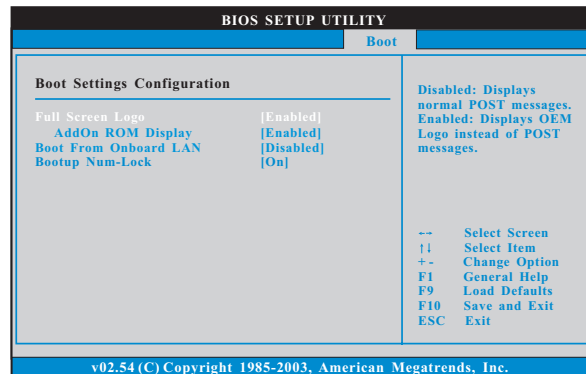 BIOS SETUP UTILITY
Boot
Boot Settings Configuration
Full Screen Logo [Enabled]
AddOn ROM Display [Enabled]
Boot From Onboard LAN [Disabled]
Bootup Num-Lock [On]
Disabled: Displays
normal POST messages.
Enabled: Displays OEM
Logo instead of POST
messages.
←→ Select Screen
↑↓ Select Item
+ - Change Option
F1 General Help
F9 Load Defaults
F10 Save and Exit
ESC Exit
v02.54 (C) Copyright 1985-2003, American Megatrends, Inc.